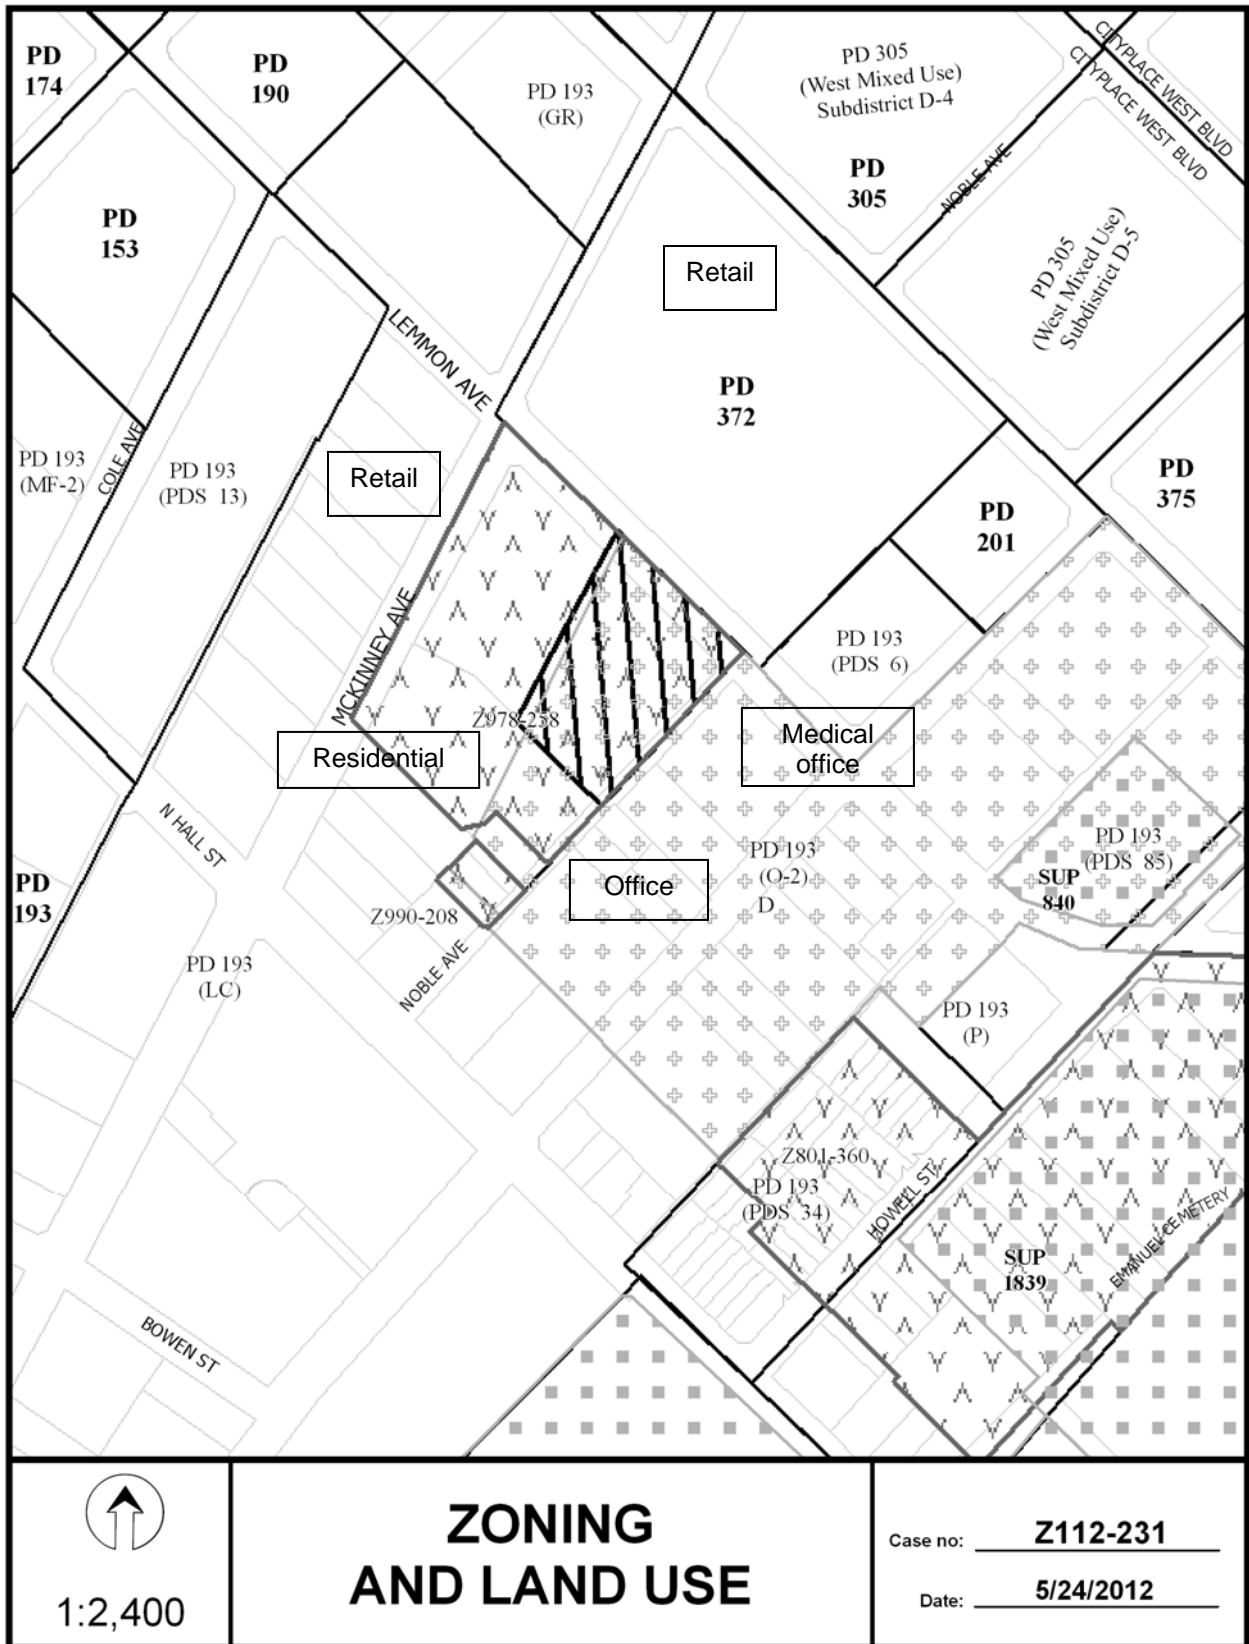 PD
174
PD
190
PD 193
(GR)
PD 305
(West Mixed Use)
Subdistrict D-4
PD
305
CITYPLACE WEST BLVD
CITYPLACE WEST BLVD
NOBLE AVE
PD
153
PD 305
(West Mixed Use)
Subdistrict D-5
Retail
LEMMON AVE
PD
372
PD 193
(MF-2)
COLE AVE
PD 193
(PDS 13)
Retail
PD
375
PD
201
MCKINNEY AVE
PD 193
(PDS 6)
Z978-258
Residential
Medical
office
N HALL ST
PD 193
(PDS 85)
SUP
840
PD
193
Office
PD 193
(O-2)
D
Z990-208
NOBLE AVE
PD 193
(LC)
PD 193
(P)
Z801-360
PD 193
(PDS 34)
HOWELL ST
EMANUEL CEMETERY
SUP
1839
BOWEN ST
1:2,400
ZONING
AND LAND USE
Case no: Z112-231
Date: 5/24/2012